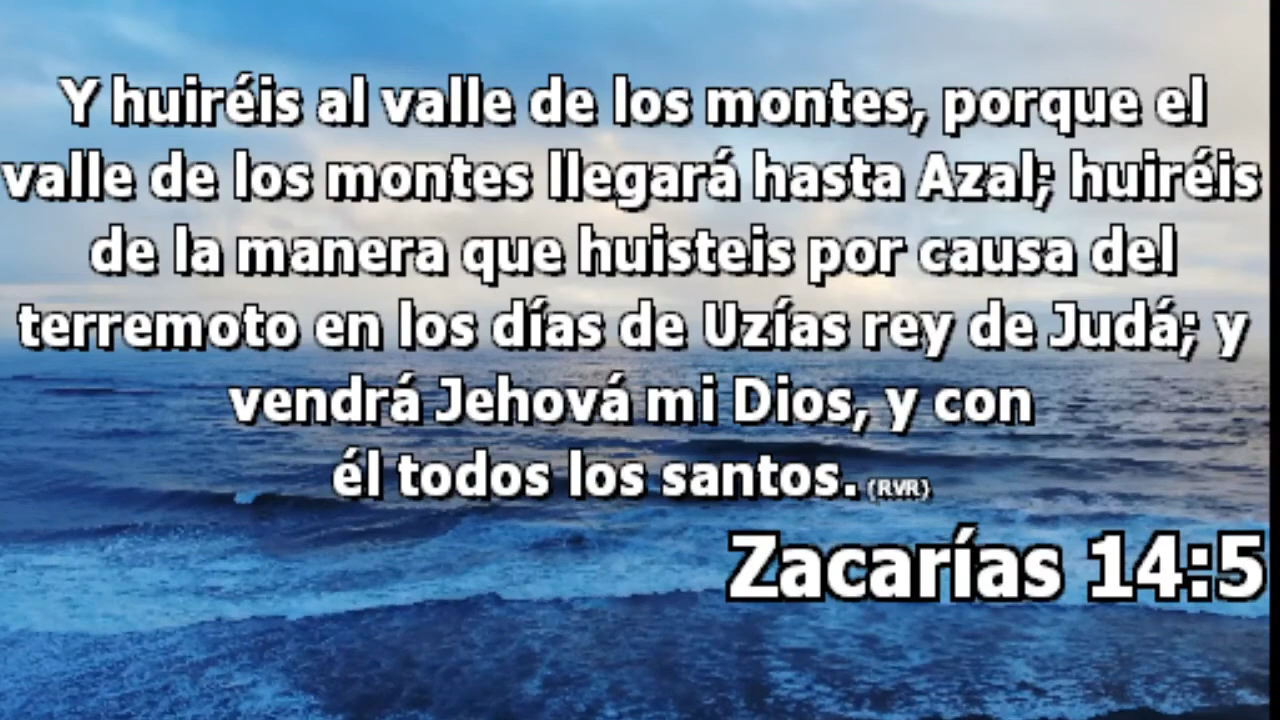 Y huiréis al valle de los montes, porque el
valle de los montes llegará hasta Azal; huiréis
de la manera que huisteis por causa del
terremoto en los días de Uzías rey de Judá; y
vendrá Jehová mi Dios, y con
él todos los santos. (RVR)
Zacarías 14:5